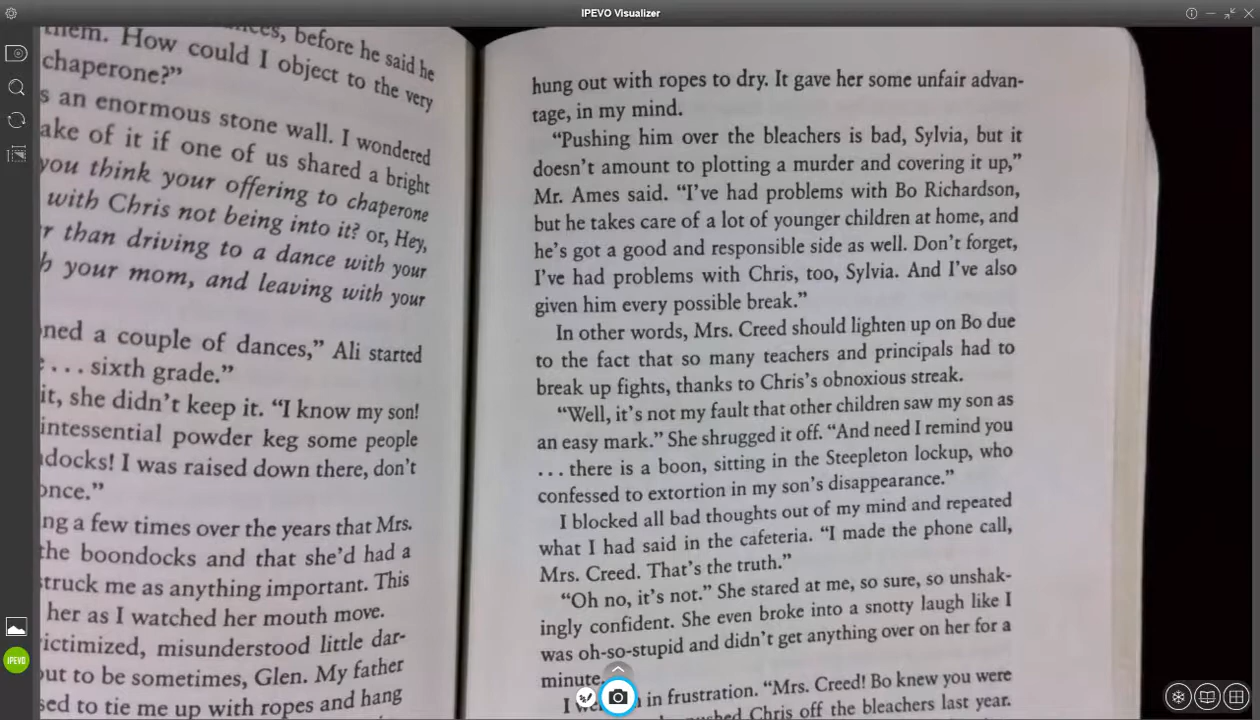 IPEVO Visualizer
before he said he
them. How could I object to the very
chaperone?”
s an enormous stone wall. I wondered
ake of it if one of us shared a bright
you think your offering to chaperone
with Chris not being into it? or, Hey,
r than driving to a dance with your
h your mom, and leaving with your
ned a couple of dances,” Ali started
. . . sixth grade.”
it, she didn’t keep it. “I know my son!
intessential powder keg some people
docks! I was raised down there, don’t
once.”
ng a few times over the years that Mrs.
the boondocks and that she’d had a
struck me as anything important. This
her as I watched her mouth move.
ictimized, misunderstood little dar-
out to be sometimes, Glen. My father
sed to tie me up with ropes and hang
hung out with ropes to dry. It gave her some unfair advan-
tage, in my mind.
“Pushing him over the bleachers is bad, Sylvia, but it
doesn’t amount to plotting a murder and covering it up,”
Mr. Ames said. “I’ve had problems with Bo Richardson,
but he takes care of a lot of younger children at home, and
he’s got a good and responsible side as well. Don’t forget,
I’ve had problems with Chris, too, Sylvia. And I’ve also
given him every possible break.”
In other words, Mrs. Creed should lighten up on Bo due
to the fact that so many teachers and principals had to
break up fights, thanks to Chris’s obnoxious streak.
“Well, it’s not my fault that other children saw my son as
an easy mark.” She shrugged it off. “And need I remind you
. . . there is a boon, sitting in the Steepleton lockup, who
confessed to extortion in my son’s disappearance.”
I blocked all bad thoughts out of my mind and repeated
what I had said in the cafeteria. “I made the phone call,
Mrs. Creed. That’s the truth.”
“Oh no, it’s not.” She stared at me, so sure, so unshak-
ingly confident. She even broke into a snotty laugh like I
was oh-so-stupid and didn’t get anything over on her for a
minute.
I in frustration. “Mrs. Creed! Bo knew you were
Chris off the bleachers last year.
IPEVO